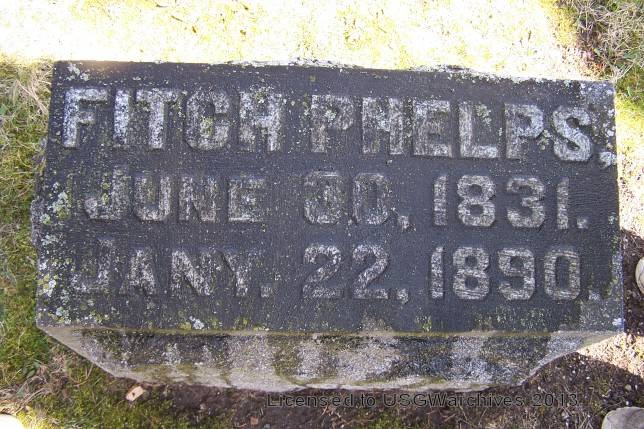 FITCH PHELPS,
JUNE 30, 1831.
JANY. 22, 1890.
Licensed to USGWarchives 2013